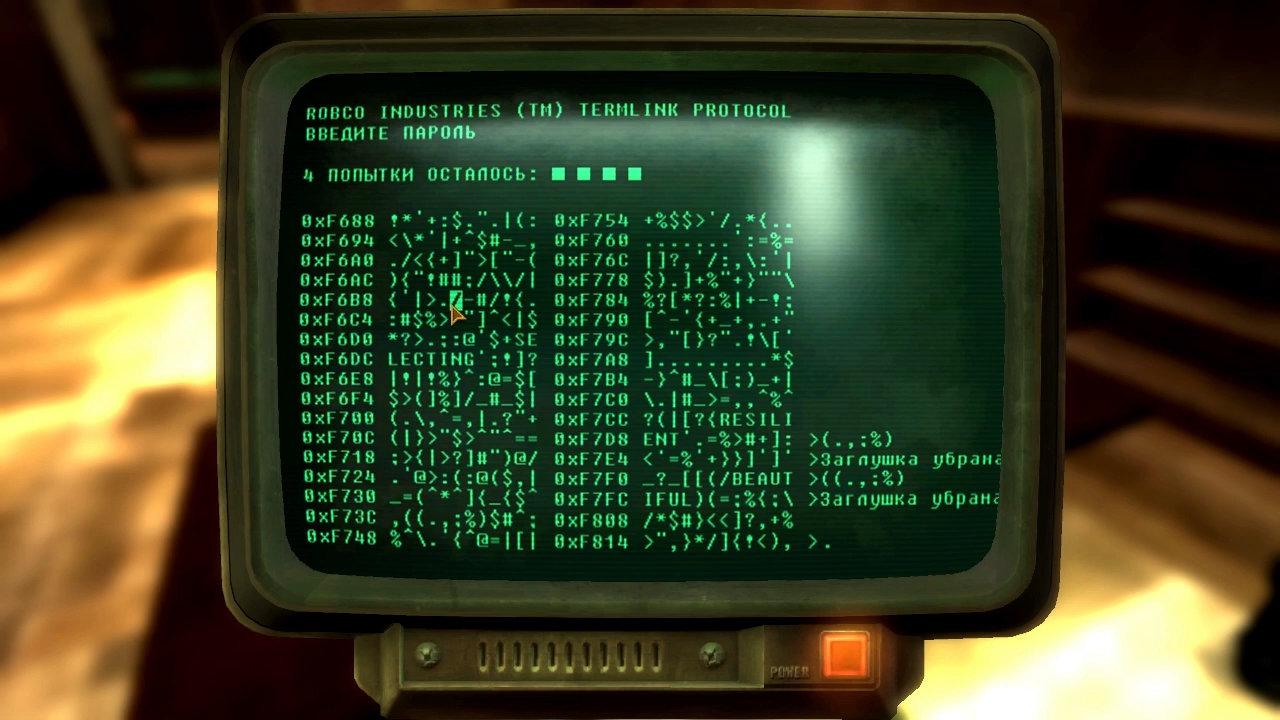 ROBCO INDUSTRIES (TM) TERMLINK PROTOCOL
ВВЕДИТЕ ПАРОЛЬ
4 ПОПЫТКИ ОСТАЛОСЬ: ■ ■ ■ ■
0xF688 !*'+:$.".|(: 0xF754 +%$$>'/.*{..
0xF694 <\*'|+^$#-_, 0xF760 .......'':=%=
0xF6A0 ,/<{+]">["-( 0xF76C |]?,'/:,\:'|
0xF6AC ){"!##;/\\/| 0xF778 $).]+%"+}""\
0xF6B8 {'|>./-#/!{. 0xF784 %?[*?:%|+-!;
0xF6C4 :#$%> "]^<|$ 0xF790 [^-'{+_+,.+"
0xF6D0 *?>.;:@'$+SE 0xF79C >,"[}?".!\['
0xF6DC LECTING';!]? 0xF7A8 ].........*$
0xF6E8 |!|!%}^:@=$[ 0xF7B4 -}^#_\[;)_+|
0xF6F4 $>(]%]/_#_$| 0xF7C0 \.|#_>=,,^%^
0xF700 (.\,^=,|.?"+ 0xF7CC ?(|[?{RESILI
0xF70C (|}>"$>^"^== 0xF7D8 ENT'.=%>#+]: >(.,;%)
0xF718 :>{|>?]#")@/ 0xF7E4 <'=%'+}}]']' >Заглушка убрана
0xF724 .'@>:(:@($,| 0xF7F0 _?_[[(/BEAUT >((.,;%)
0xF730 _=(^*^]{_{$^ 0xF7FC IFUL)(=;%{;\ >Заглушка убрана
0xF73C ,((.,;%)$#^; 0xF808 /*$#}<<]?,+%
0xF748 %^\.'{^@=|[| 0xF814 >",}*/]{!<), >.
POWER